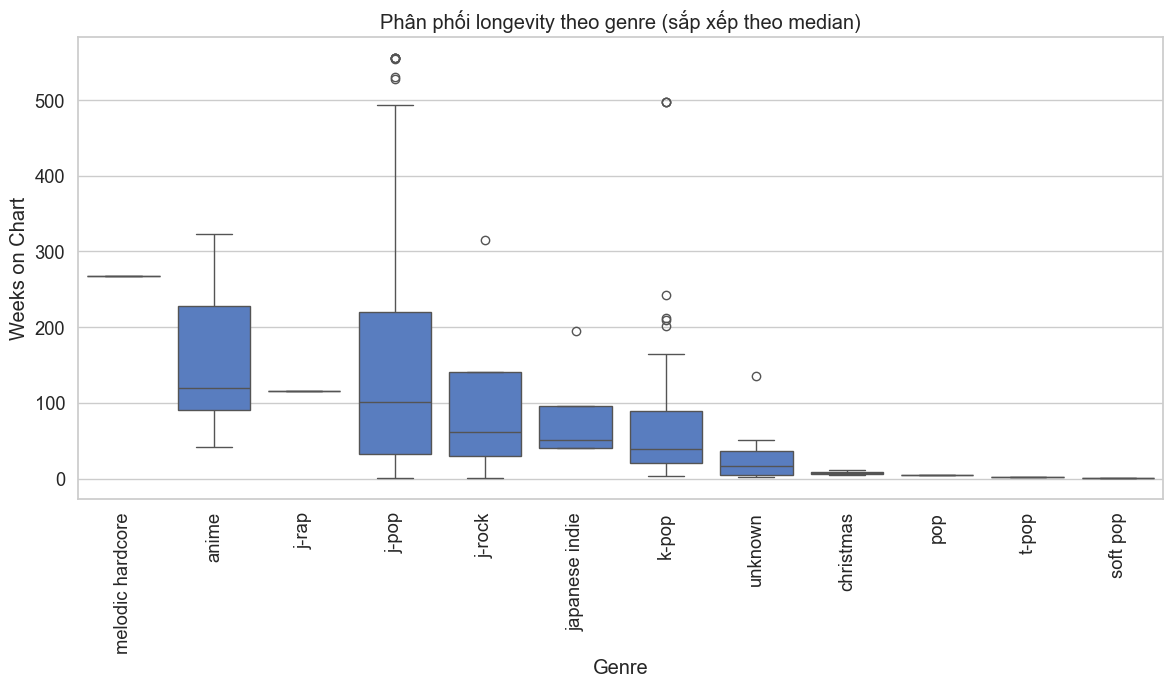 Phân phối longevity theo genre (sắp xếp theo median)
Weeks on Chart
500
400
300
200
100
0
melodic hardcore
anime
j-rap
j-pop
j-rock
japanese indie
k-pop
unknown
christmas
pop
t-pop
soft pop
Genre